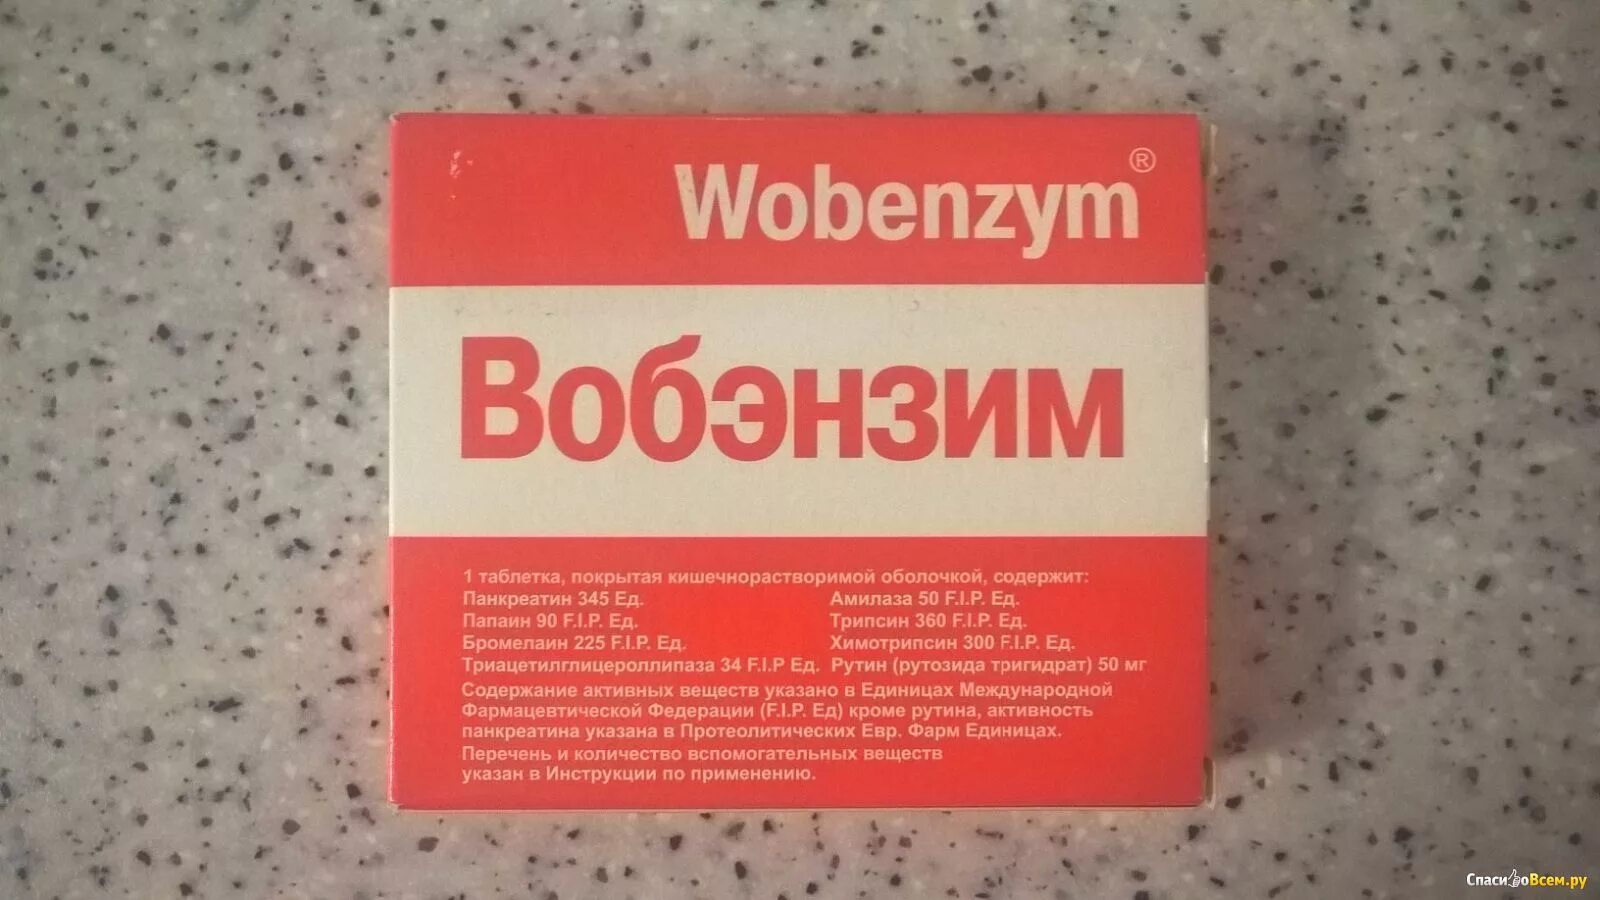 Wobenzym®
Вобэнзим
1 таблетка, покрытая кишечнорастворимой оболочкой, содержит:
Панкреатин 345 Ед. Амилаза 50 F.I.P. Ед.
Папаин 90 F.I.P. Ед. Трипсин 360 F.I.P. Ед.
Бромелаин 225 F.I.P. Ед. Химотрипсин 300 F.I.P. Ед.
Триацетилглицероллипаза 34 F.I.P Ед. Рутин (рутозида тригидрат) 50 мг
Содержание активных веществ указано в Единицах Международной
Фармацевтической Федерации (F.I.P. Ед) кроме рутина, активность
панкреатина указана в Протеолитических Евр. Фарм Единицах.
Перечень и количество вспомогательных веществ
указан в Инструкции по применению.
СпасибоВсем.ру